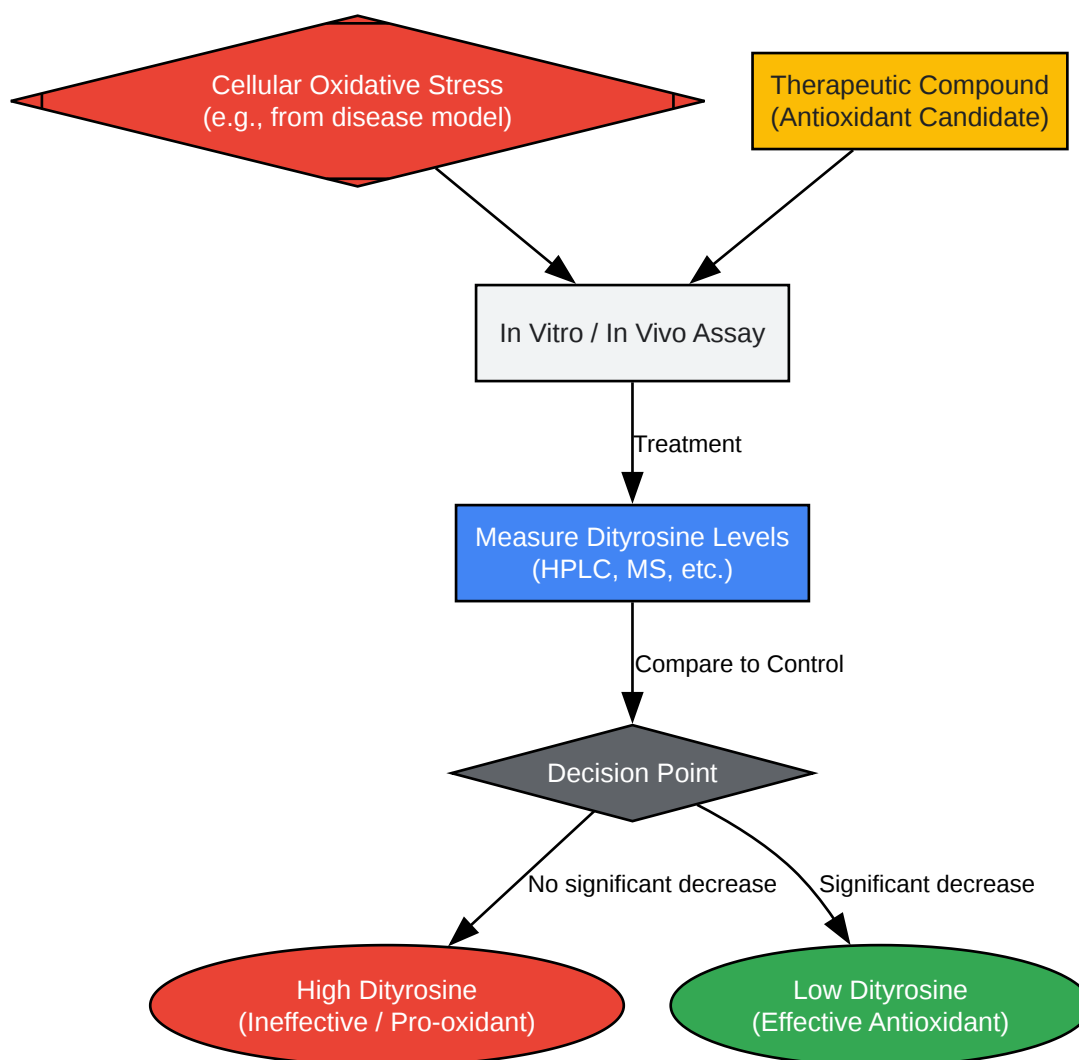 Cellular Oxidative Stress
(e.g., from disease model)
Therapeutic Compound
(Antioxidant Candidate)
In Vitro / In Vivo Assay
Treatment
Measure Dityrosine Levels
(HPLC, MS, etc.)
Compare to Control
Decision Point
No significant decrease
Significant decrease
High Dityrosine
(Ineffective / Pro-oxidant)
Low Dityrosine
(Effective Antioxidant)